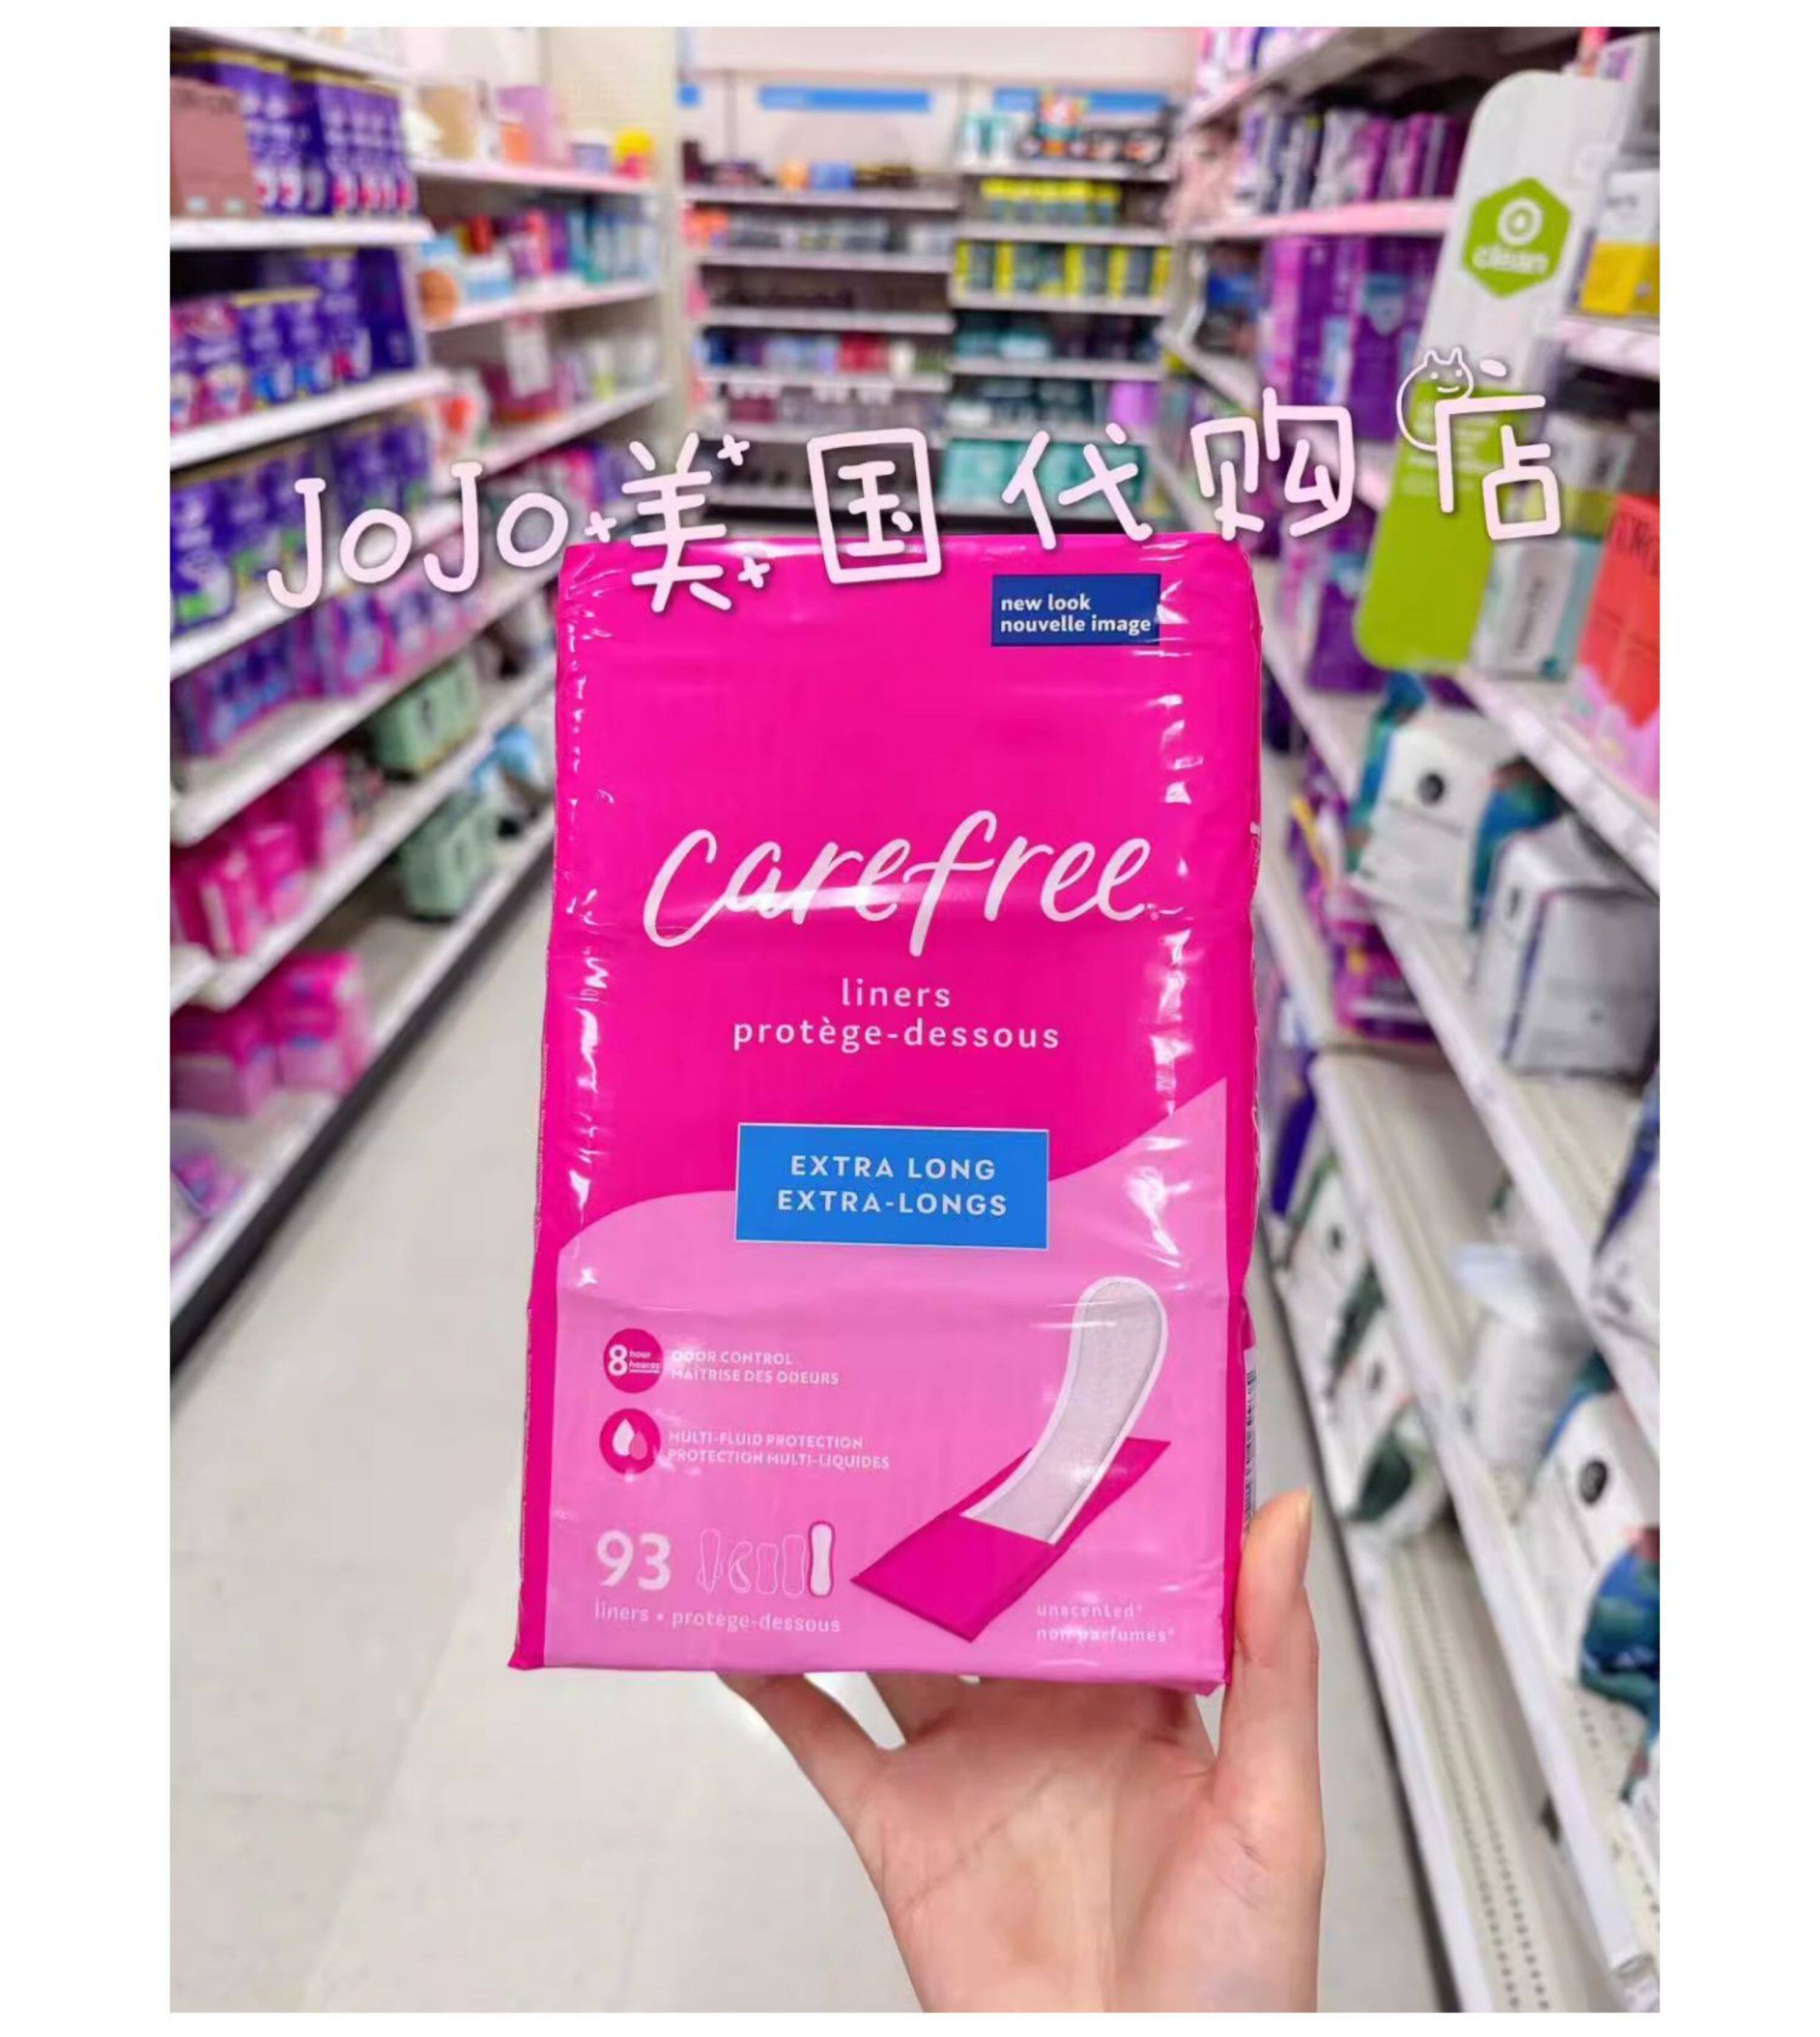 clean
JoJo美国代购店
new look
nouvelle image
carefree
liners
protège-dessous
EXTRA LONG
EXTRA-LONGS
8 hour
heures
ODOR CONTROL
MAÎTRISE DES ODEURS
MULTI-FLUID PROTECTION
PROTECTION MULTI-LIQUIDES
93
liners • protège-dessous
unscented*
non parfumés*